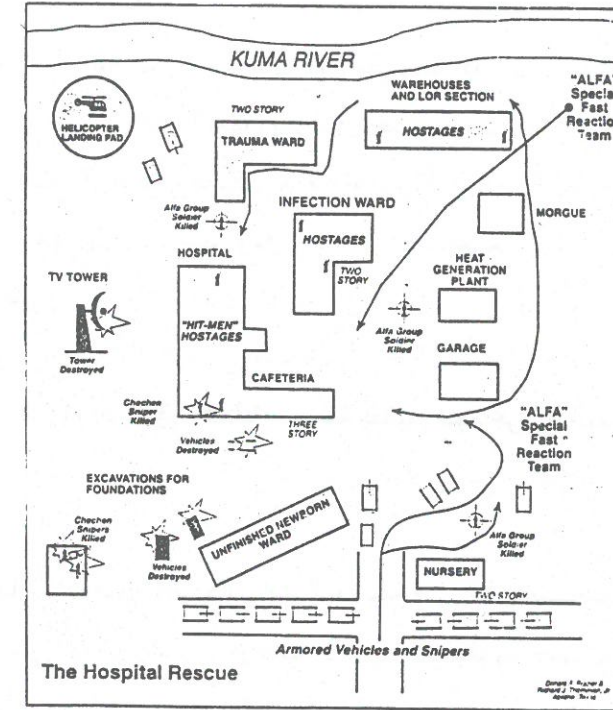 KUMA RIVER
WAREHOUSES
AND LOR SECTION
"ALFA"
Special
Fast
Reaction
Team
HELICOPTER
LANDING PAD
TWO STORY
TRAUMA WARD
HOSTAGES
Alfa Group
Soldier
Killed
INFECTION WARD
HOSTAGES
TWO
STORY
MORGUE
HOSPITAL
HEAT
GENERATION
PLANT
TV TOWER
"HIT-MEN"
HOSTAGES
Alfa Group
Soldier
Killed
GARAGE
Tower
Destroyed
CAFETERIA
Chechen
Sniper
Killed
THREE
STORY
Vehicles
Destroyed
"ALFA"
Special
Fast
Reaction
Team
EXCAVATIONS FOR
FOUNDATIONS
Chechen
Snipers
Killed
Vehicles
Destroyed
UNFINISHED NEWBORN
WARD
Alfa Group
Soldier
Killed
NURSERY
TWO STORY
Armored Vehicles and Snipers
The Hospital Rescue